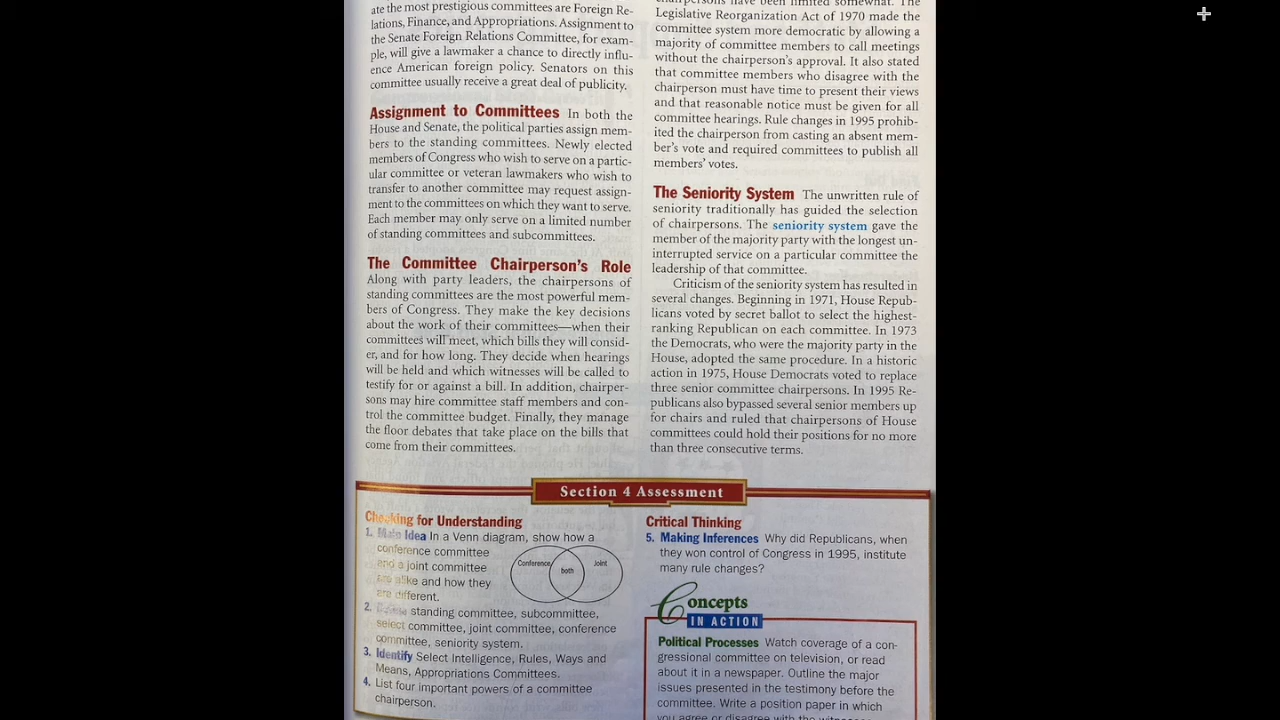 ate the most prestigious committees are Foreign Re-
lations, Finance, and Appropriations. Assignment to
the Senate Foreign Relations Committee, for exam-
ple, will give a lawmaker a chance to directly influ-
ence American foreign policy. Senators on this
committee usually receive a great deal of publicity.
Assignment to Committees In both the
House and Senate, the political parties assign mem-
bers to the standing committees. Newly elected
members of Congress who wish to serve on a partic-
ular committee or veteran lawmakers who wish to
transfer to another committee may request assign-
ment to the committees on which they want to serve.
Each member may only serve on a limited number
of standing committees and subcommittees.
The Committee Chairperson's Role
Along with party leaders, the chairpersons of
standing committees are the most powerful mem-
bers of Congress. They make the key decisions
about the work of their committees—when their
committees will meet, which bills they will consid-
er, and for how long. They decide when hearings
will be held and which witnesses will be called to
testify for or against a bill. In addition, chairper-
sons may hire committee staff members and con-
trol the committee budget. Finally, they manage
the floor debates that take place on the bills that
come from their committees.
chairpersons have been limited somewhat. The
Legislative Reorganization Act of 1970 made the
committee system more democratic by allowing a
majority of committee members to call meetings
without the chairperson's approval. It also stated
that committee members who disagree with the
chairperson must have time to present their views
and that reasonable notice must be given for all
committee hearings. Rule changes in 1995 prohib-
ited the chairperson from casting an absent mem-
ber's vote and required committees to publish all
members' votes.
The Seniority System The unwritten rule of
seniority traditionally has guided the selection
of chairpersons. The seniority system gave the
member of the majority party with the longest un-
interrupted service on a particular committee the
leadership of that committee.
Criticism of the seniority system has resulted in
several changes. Beginning in 1971, House Repub-
licans voted by secret ballot to select the highest-
ranking Republican on each committee. In 1973
the Democrats, who were the majority party in the
House, adopted the same procedure. In a historic
action in 1975, House Democrats voted to replace
three senior committee chairpersons. In 1995 Re-
publicans also bypassed several senior members up
for chairs and ruled that chairpersons of House
committees could hold their positions for no more
than three consecutive terms.
Section 4 Assessment
Checking for Understanding
1. Main Idea In a Venn diagram, show how a
conference committee
and a joint committee
are alike and how they
are different.
Conference
both
Joint
2. Define standing committee, subcommittee,
select committee, joint committee, conference
committee, seniority system.
3. Identify Select Intelligence, Rules, Ways and
Means, Appropriations Committees.
4. List four important powers of a committee
chairperson.
Critical Thinking
5. Making Inferences Why did Republicans, when
they won control of Congress in 1995, institute
many rule changes?
Concepts
IN ACTION
Political Processes Watch coverage of a con-
gressional committee on television, or read
about it in a newspaper. Outline the major
issues presented in the testimony before the
committee. Write a position paper in which
you agree or disagree with the